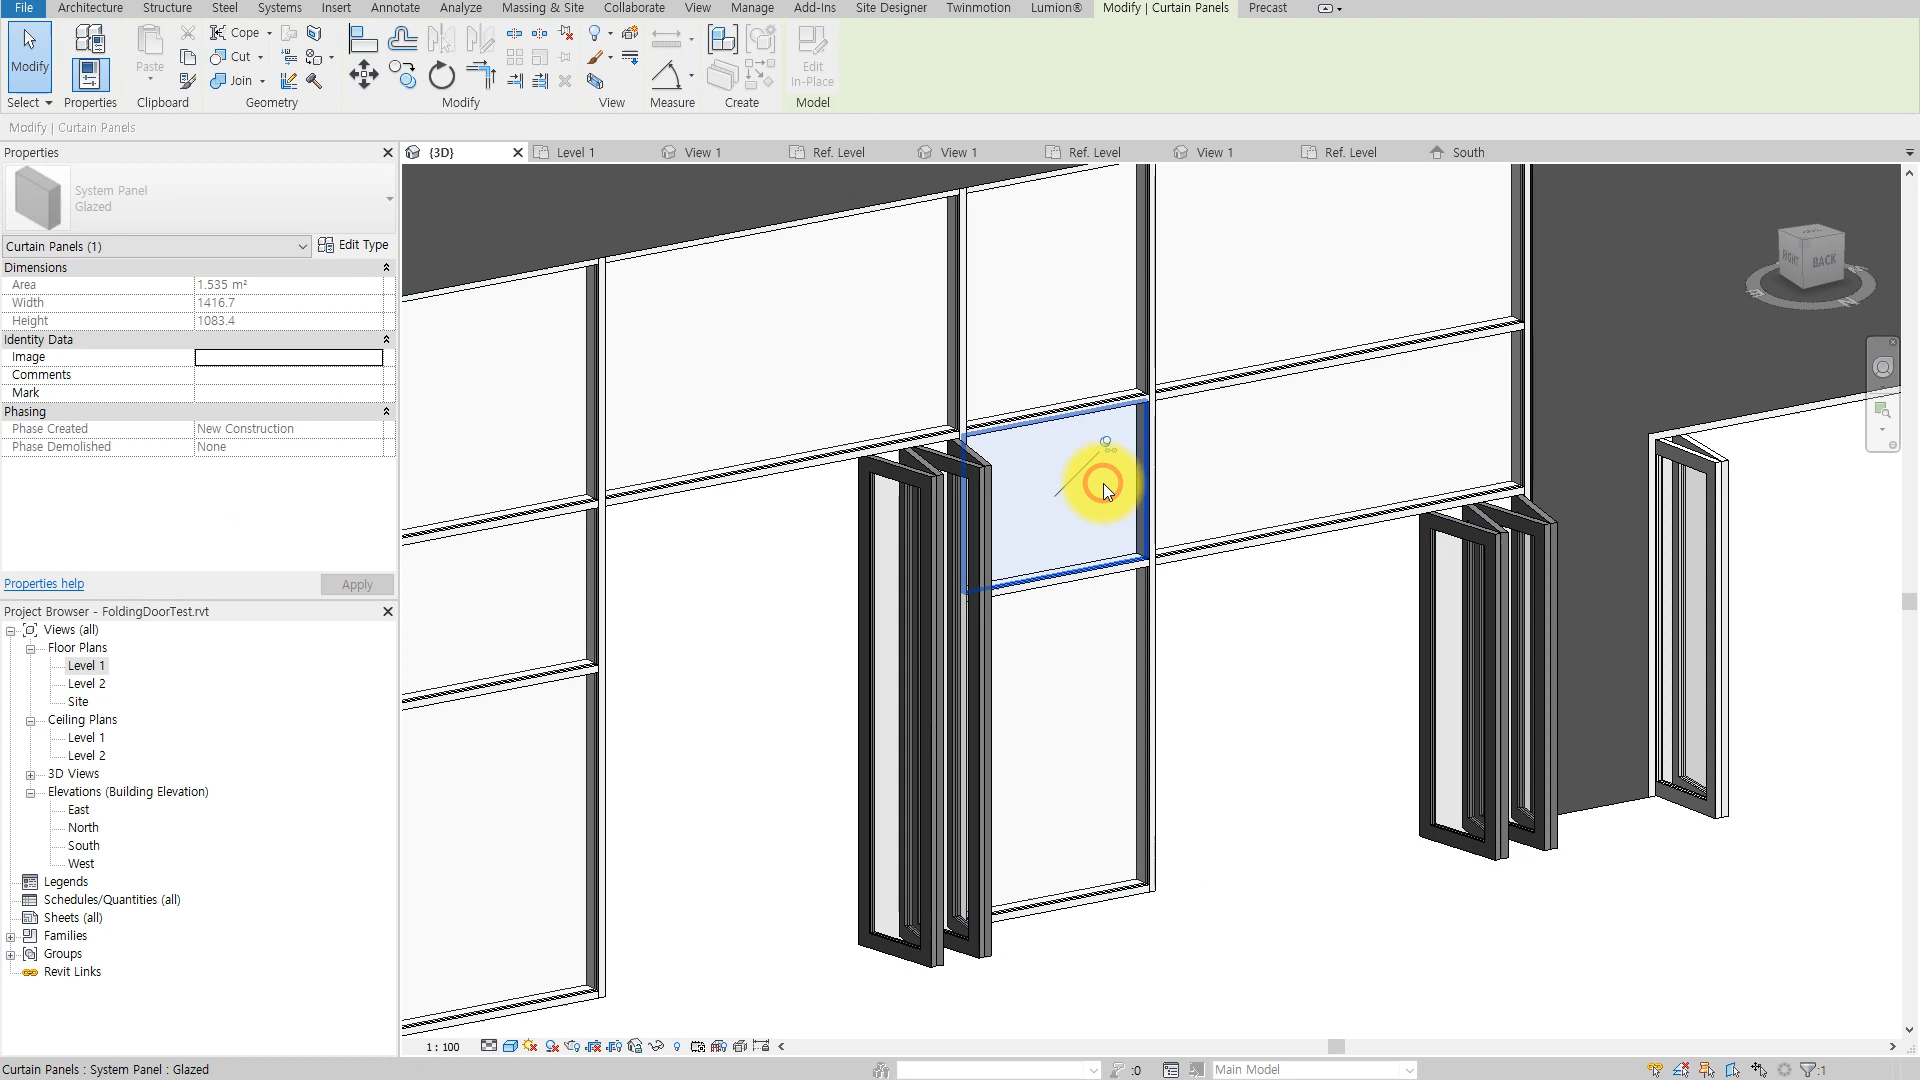 File Architecture Structure Steel Systems Insert Annotate Analyze Massing & Site Collaborate View Manage Add-Ins Site Designer Twinmotion Lumion® Modify | Curtain Panels Precast
Modify Paste Cope Cut Join Edit In-Place
Select Properties Clipboard Geometry Modify View Measure Create Model
Modify | Curtain Panels
Properties
{3D} Level 1 View 1 Ref. Level View 1 Ref. Level View 1 Ref. Level South
System Panel
Glazed
Curtain Panels (1) Edit Type
Dimensions
Area 1.535 m²
Width 1416.7
Height 1083.4
Identity Data
Image
Comments
Mark
Phasing
Phase Created New Construction
Phase Demolished None
RIGHT BACK
Properties help Apply
Project Browser - FoldingDoorTest.rvt
Views (all)
Floor Plans
Level 1
Level 2
Site
Ceiling Plans
Level 1
Level 2
3D Views
Elevations (Building Elevation)
East
North
South
West
Legends
Schedules/Quantities (all)
Sheets (all)
Families
Groups
Revit Links
1 : 100
Curtain Panels : System Panel : Glazed :0 Main Model :1